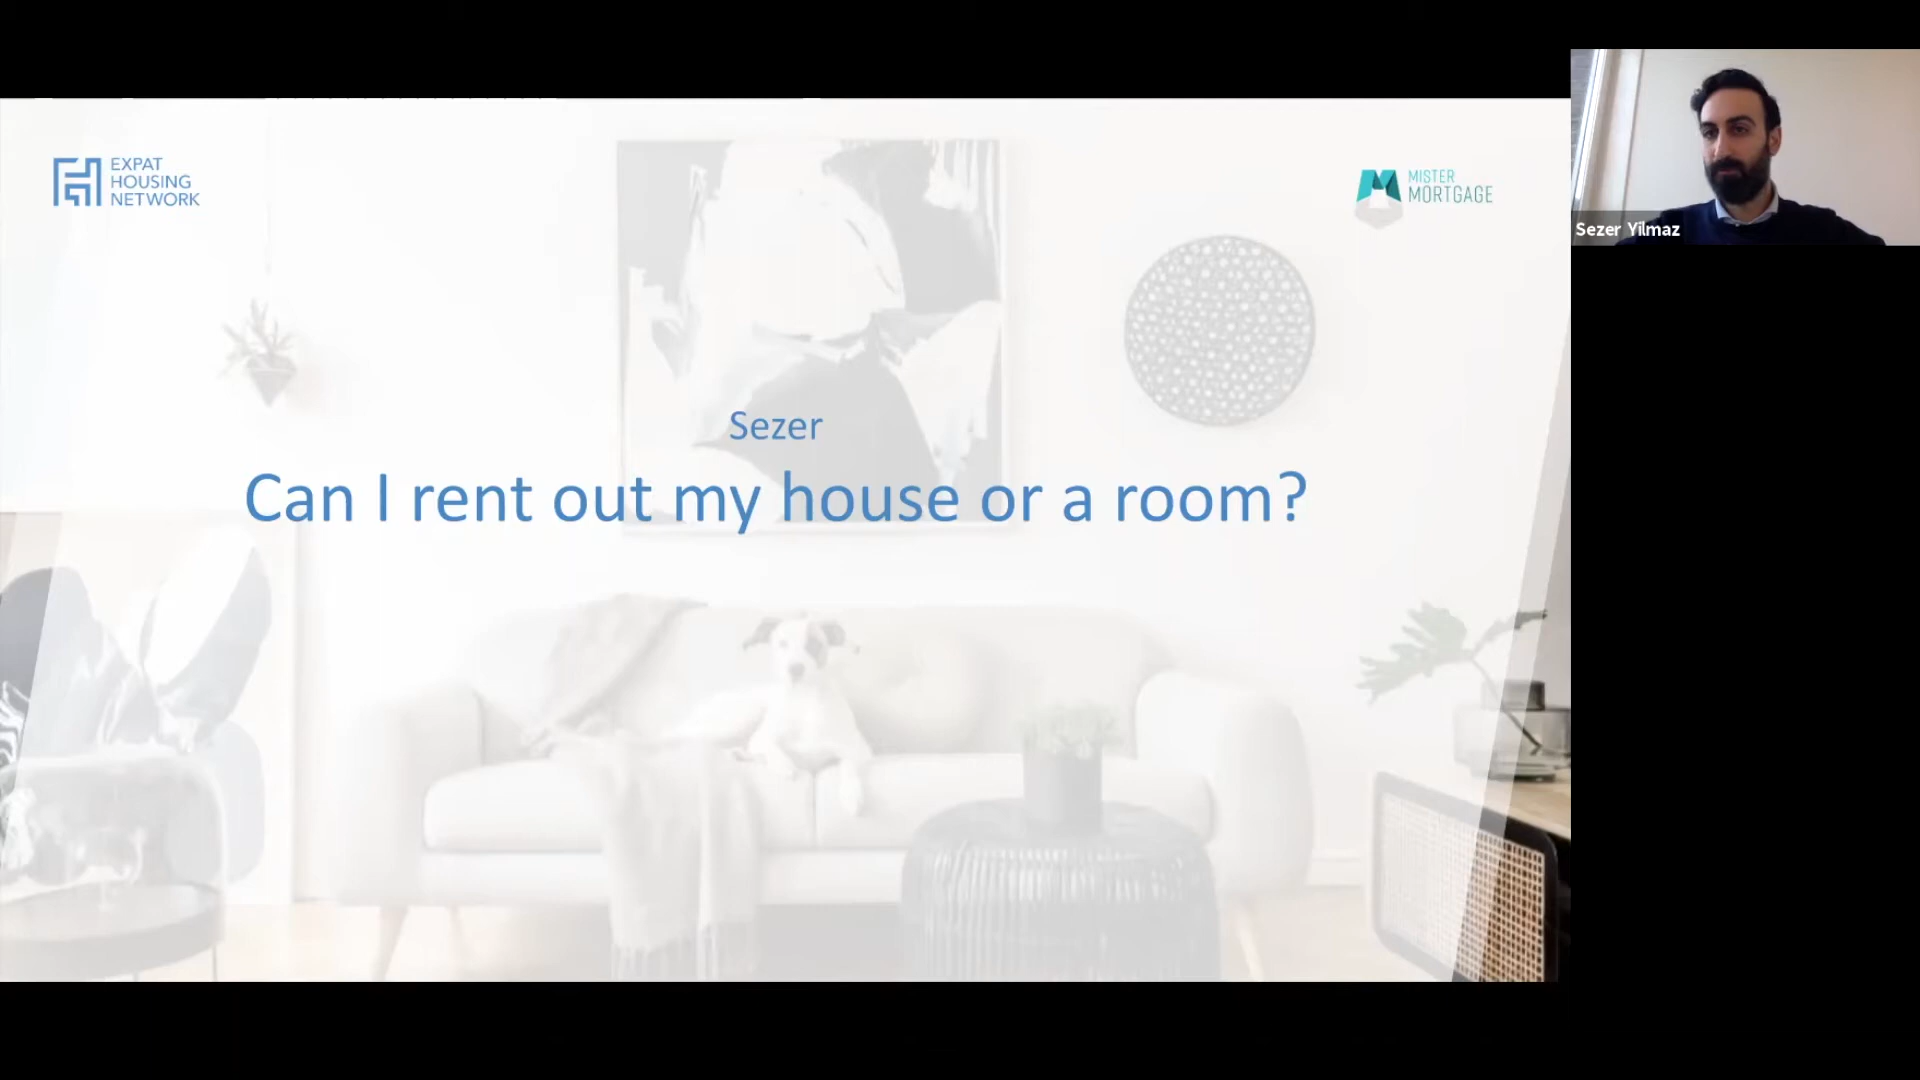 EXPAT
HOUSING
NETWORK
MISTER
MORTGAGE
Sezer Yilmaz
Sezer
Can I rent out my house or a room?